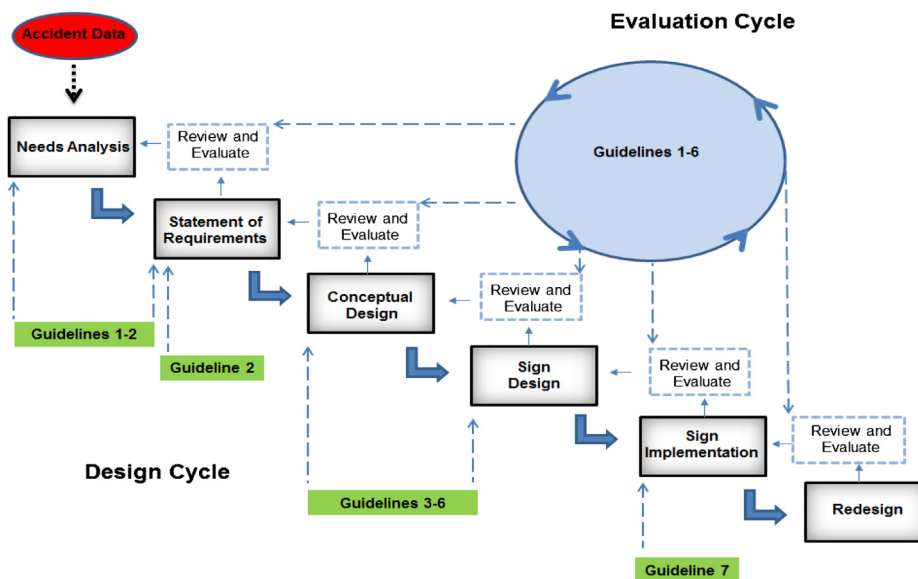 Evaluation Cycle
Accident Data
Needs Analysis
Review and
Evaluate
Guidelines 1-6
Statement of
Requirements
Review and
Evaluate
Conceptual
Design
Review and
Evaluate
Guidelines 1-2
Guideline 2
Sign
Design
Review and
Evaluate
Sign
Implementation
Review and
Evaluate
Design Cycle
Guidelines 3-6
Redesign
Guideline 7